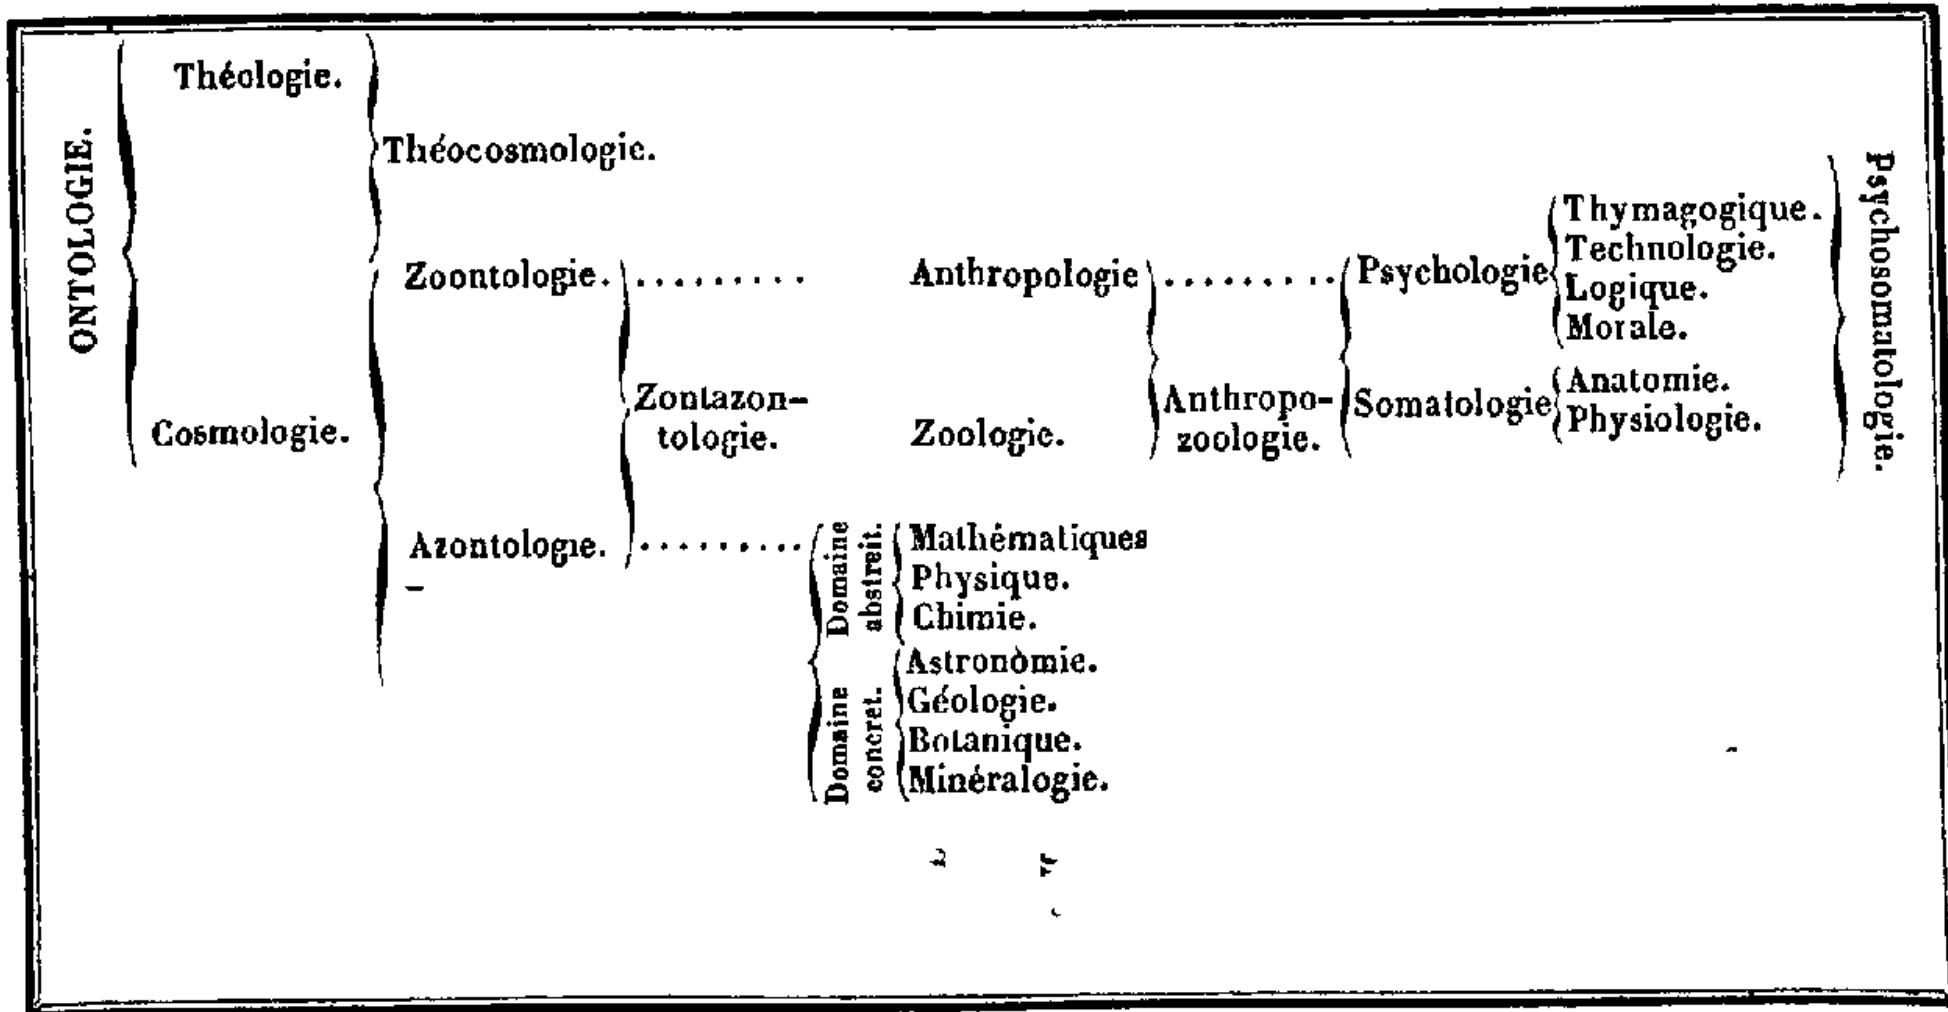 ONTOLOGIE.
Théologie.
Théocosmologie.
Cosmologie.
Zoontologie. .........
Zontazon-
tologie.
Azontologie. .........
Anthropologie .........
Zoologie.
Anthropo-
zoologie.
Psychologie
Thymagogique.
Technologie.
Logique.
Morale.
Somatologie
Anatomie.
Physiologie.
Psychosomatologie.
Domaine
abstreit.
Mathématiques
Physique.
Chimie.
Domaine
concret.
Astronòmie.
Géologie.
Botanique.
Minéralogie.